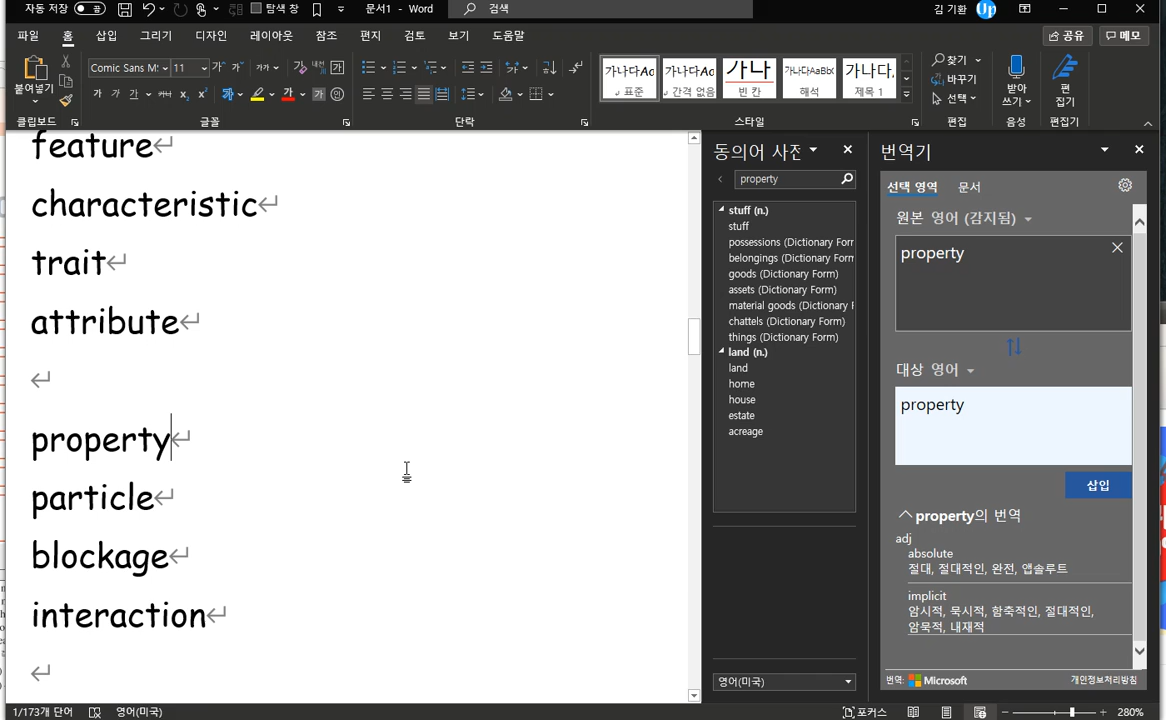 자동 저장 끔 탐색 창 문서1 - Word 검색 김 기환
파일 홈 삽입 그리기 디자인 레이아웃 참조 편지 검토 보기 도움말 공유 메모
붙여넣기
Comic Sans M 11
가나다Aa 가나다Aa 가나 가나다AaBb( 가나다.
↲ 표준 ↲ 간격 없음 빈 칸 해석 제목 1
찾기
바꾸기
선택
받아
쓰기
편
집기
클립보드 글꼴 단락 스타일 편집 음성 편집기
feature
characteristic
trait
attribute
property
particle
blockage
interaction
동의어 사전
property
stuff (n.)
stuff
possessions (Dictionary Form
belongings (Dictionary Form
goods (Dictionary Form)
assets (Dictionary Form)
material goods (Dictionary F
chattels (Dictionary Form)
things (Dictionary Form)
land (n.)
land
home
house
estate
acreage
영어(미국)
번역기
선택 영역 문서
원본 영어 (감지됨)
property
대상 영어
property
삽입
property의 번역
adj
absolute
절대, 절대적인, 완전, 앱솔루트
implicit
암시적, 묵시적, 함축적인, 절대적인,
암묵적, 내재적
번역: Microsoft 개인정보처리방침
1/173개 단어 영어(미국) 포커스 280%